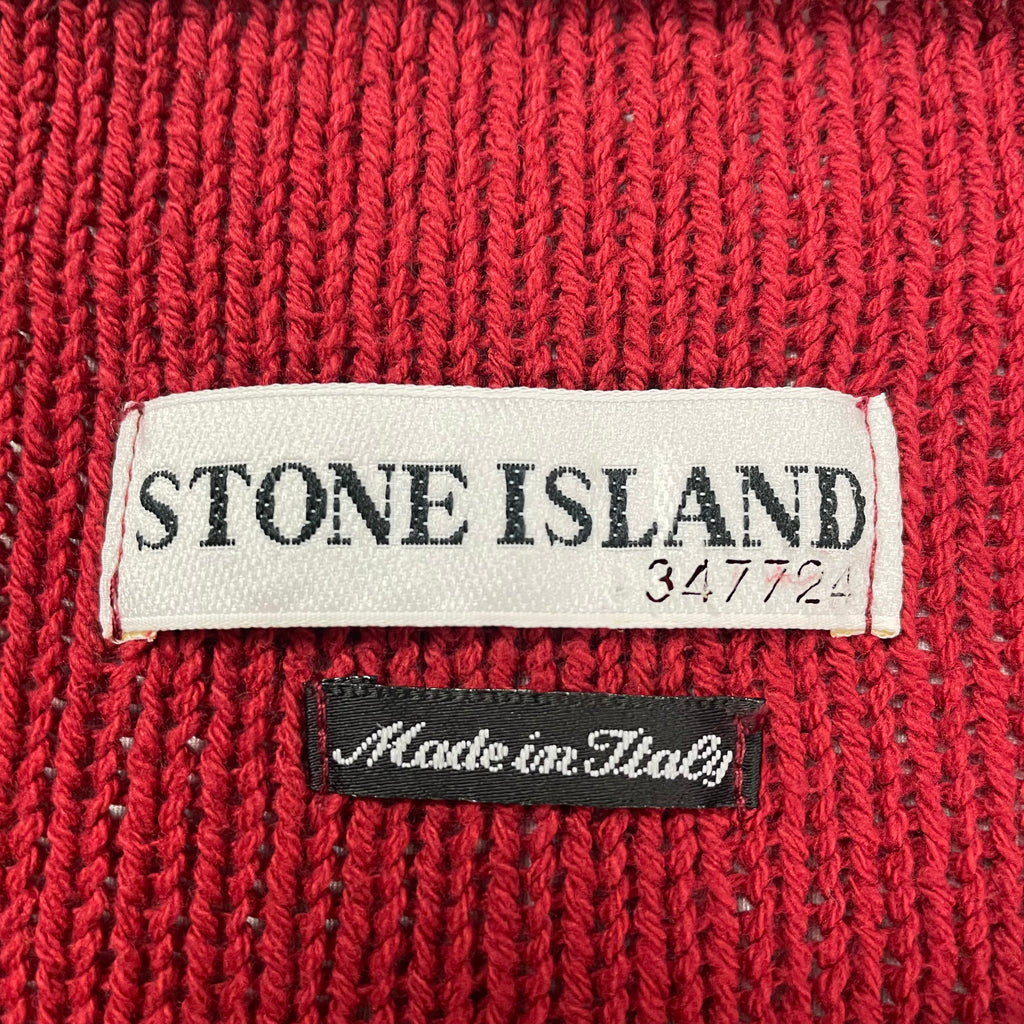 STONE ISLAND
347724
Made in Italy